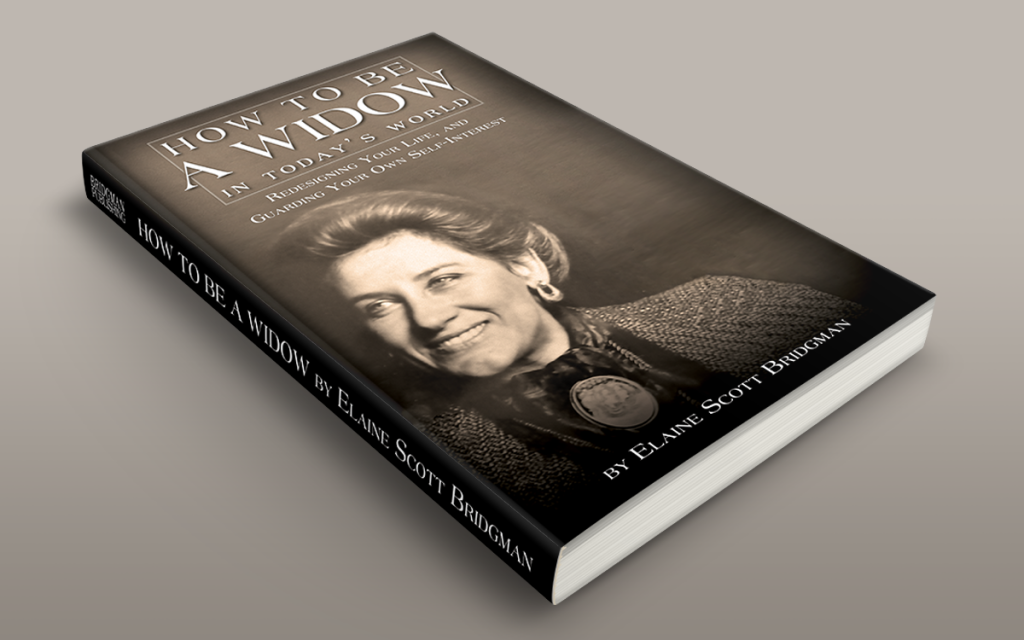 HOW TO BE
A WIDOW
IN TODAY'S WORLD
REDESIGNING YOUR LIFE, AND
GUARDING YOUR OWN SELF-INTEREST
BY ELAINE SCOTT BRIDGMAN
BRIDGMAN
PUBLISHING
HOW TO BE A WIDOW BY ELAINE SCOTT BRIDGMAN